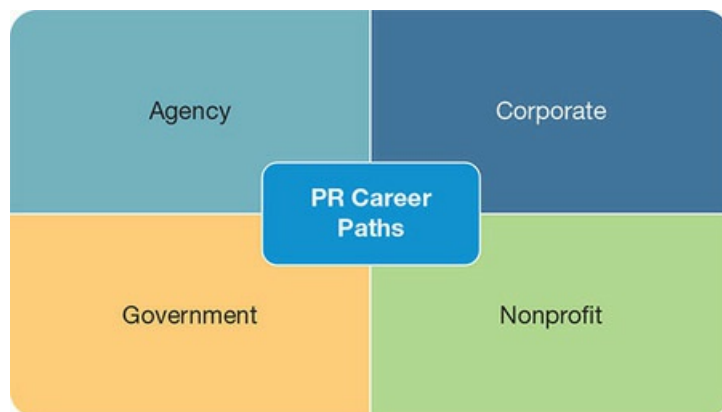 Agency
Corporate
PR Career
Paths
Government
Nonprofit